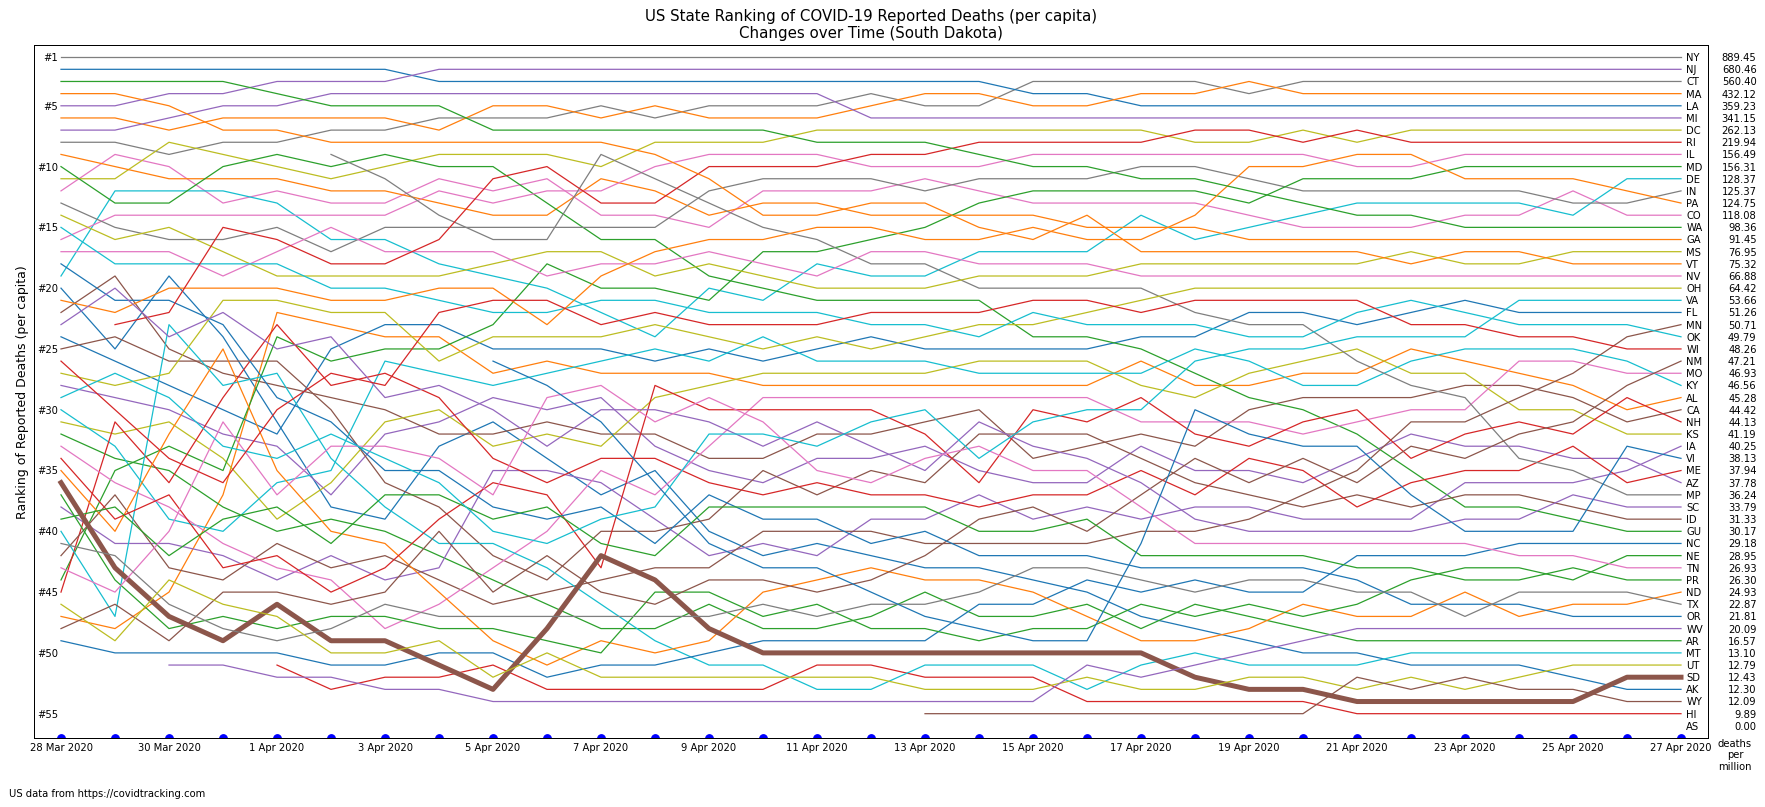 US State Ranking of COVID-19 Reported Deaths (per capita)
Changes over Time (South Dakota)
Ranking of Reported Deaths (per capita)
#1
#5
#10
#15
#20
#25
#30
#35
#40
#45
#50
#55
NY 889.45
NJ 680.46
CT 560.40
MA 432.12
LA 359.23
MI 341.15
DC 262.13
RI 219.94
IL 156.49
MD 156.31
DE 128.37
IN 125.37
PA 124.75
CO 118.08
WA 98.36
GA 91.45
MS 76.95
VT 75.32
NV 66.88
OH 64.42
VA 53.66
FL 51.26
MN 50.71
OK 49.79
WI 48.26
NM 47.21
MO 46.93
KY 46.56
AL 45.28
CA 44.42
NH 44.13
KS 41.19
IA 40.25
VI 38.13
ME 37.94
AZ 37.78
MP 36.24
SC 33.79
ID 31.33
GU 30.17
NC 29.18
NE 28.95
TN 26.93
PR 26.30
ND 24.93
TX 22.87
OR 21.81
WV 20.09
AR 16.57
MT 13.10
UT 12.79
SD 12.43
AK 12.30
WY 12.09
HI 9.89
AS 0.00
28 Mar 2020 30 Mar 2020 1 Apr 2020 3 Apr 2020 5 Apr 2020 7 Apr 2020 9 Apr 2020 11 Apr 2020 13 Apr 2020 15 Apr 2020 17 Apr 2020 19 Apr 2020 21 Apr 2020 23 Apr 2020 25 Apr 2020 27 Apr 2020
deaths
per
million
US data from https://covidtracking.com